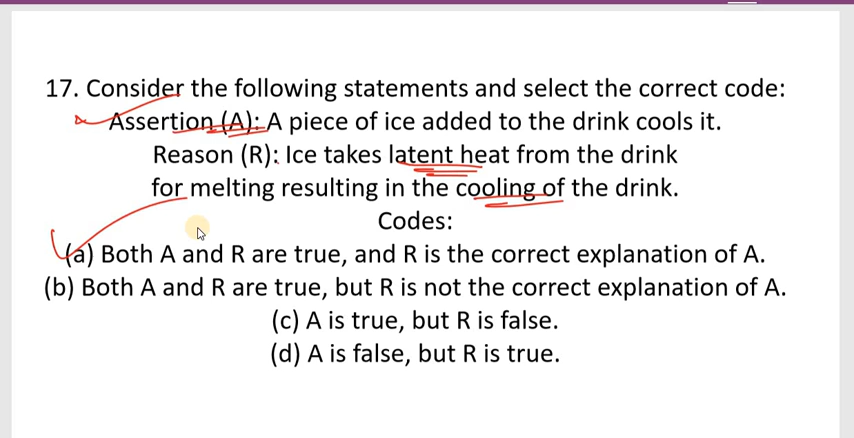 17. Consider the following statements and select the correct code:
Assertion (A): A piece of ice added to the drink cools it.
Reason (R): Ice takes latent heat from the drink
for melting resulting in the cooling of the drink.
Codes:
(a) Both A and R are true, and R is the correct explanation of A.
(b) Both A and R are true, but R is not the correct explanation of A.
(c) A is true, but R is false.
(d) A is false, but R is true.